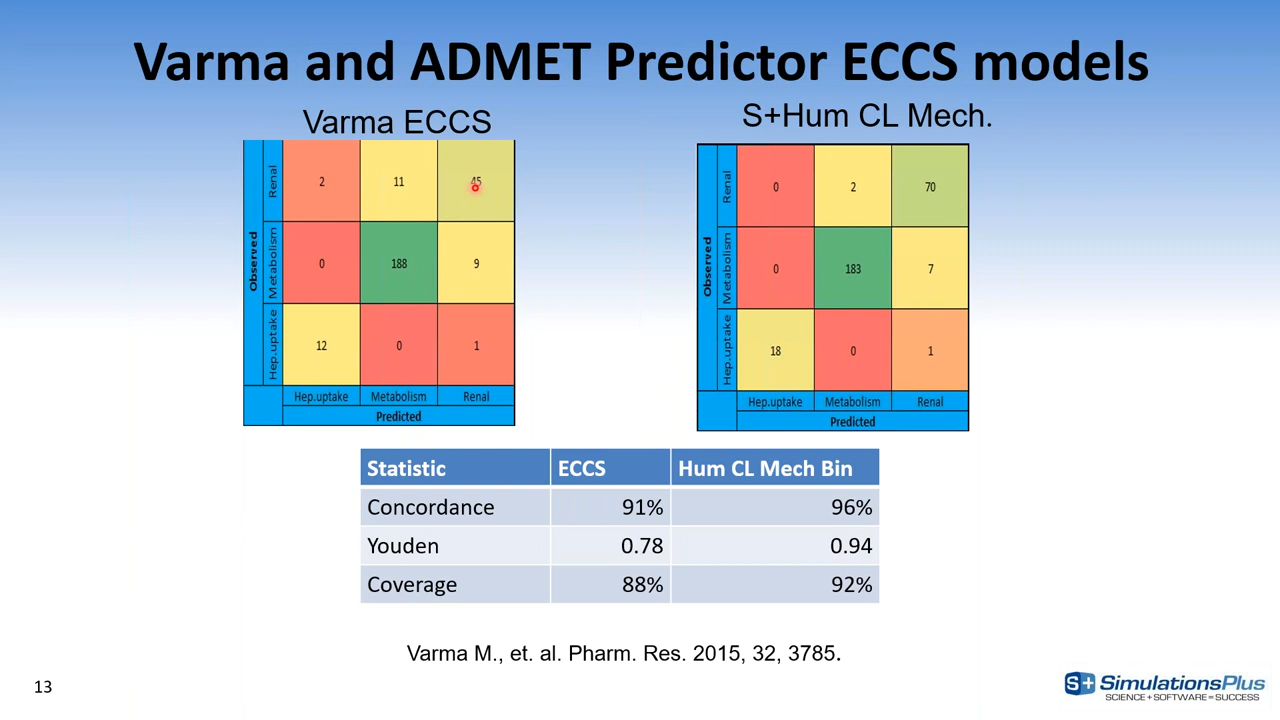 Varma and ADMET Predictor ECCS models
Varma ECCS
S+Hum CL Mech.
Observed
Renal
2 11 45
Metabolism
0 188 9
Hep.uptake
12 0 1
Hep.uptake Metabolism Renal
Predicted
Observed
Renal
0 2 70
Metabolism
0 183 7
Hep.uptake
18 0 1
Hep.uptake Metabolism Renal
Predicted
Statistic ECCS Hum CL Mech Bin
Concordance 91% 96%
Youden 0.78 0.94
Coverage 88% 92%
Varma M., et. al. Pharm. Res. 2015, 32, 3785.
13
S+ SimulationsPlus
SCIENCE + SOFTWARE = SUCCESS